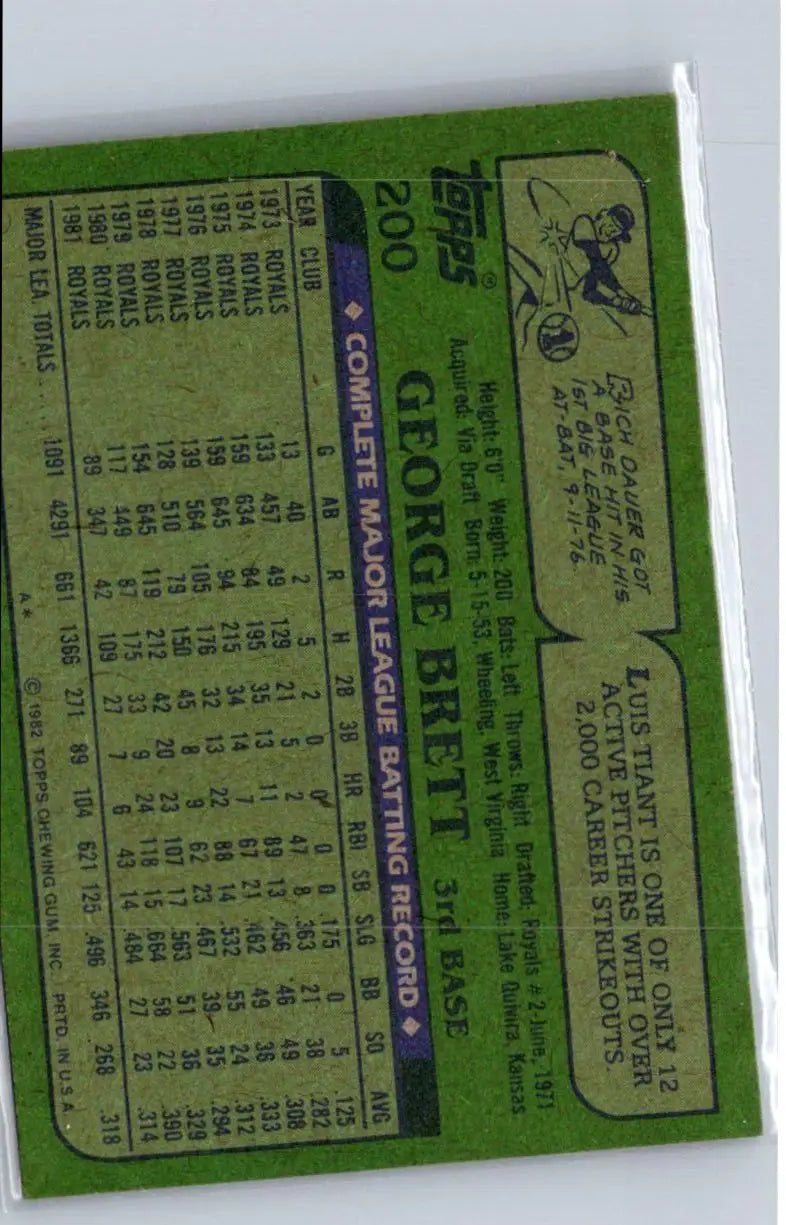 RICH DAUER GOT
A BASE HIT IN HIS
1ST BIG LEAGUE
AT-BAT, 9-11-76.
LUIS TIANT IS ONE OF ONLY 12
ACTIVE PITCHERS WITH OVER
2,000 CAREER STRIKEOUTS.
TOPPS®
200
Height: 6'0" Weight: 200 Bats: Left Throws: Right Drafted: Royals # 2-June, 1971
Acquired: Via Draft Born: 5-15-53, Wheeling, West Virginia Home: Lake Quivira, Kansas
GEORGE BRETT 3rd BASE
◆ COMPLETE MAJOR LEAGUE BATTING RECORD ◆
YEAR CLUB G AB R H 2B 3B HR RBI SB SLG BB SO AVG
1973 ROYALS 13 40 2 5 2 0 0 0 0 .175 0 5 .125
1974 ROYALS 133 457 49 129 21 5 2 47 8 .363 21 38 .282
1975 ROYALS 159 634 84 195 35 13 11 89 13 .456 46 49 .308
1976 ROYALS 159 645 94 215 34 14 7 67 21 .462 49 36 .333
1977 ROYALS 139 564 105 176 32 13 22 88 14 .532 55 24 .312
1978 ROYALS 128 510 79 150 45 8 9 62 23 .467 39 35 .294
1979 ROYALS 154 645 119 212 42 20 23 107 17 .563 51 36 .329
1980 ROYALS 117 449 87 175 33 9 24 118 15 .664 58 22 .390
1981 ROYALS 89 347 42 109 27 7 6 43 14 .484 27 23 .314
MAJOR LEA. TOTALS .... 1091 4291 661 1366 271 89 104 621 125 .496 346 268 .318
A* © 1982 TOPPS CHEWING GUM, INC. PRTD. IN U.S.A.